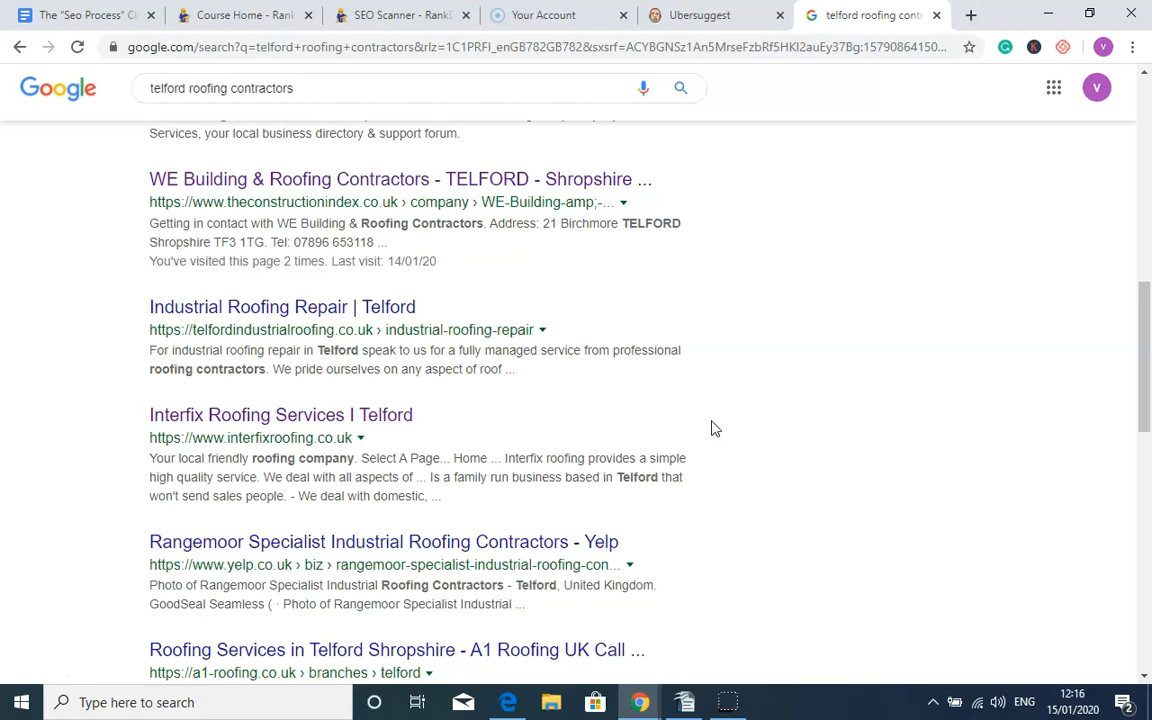 The "Seo Process" Cl
Course Home - Rank
SEO Scanner - RankD
Your Account
Ubersuggest
telford roofing contr
google.com/search?q=telford+roofing+contractors&rlz=1C1PRFI_enGB782GB782&sxsrf=ACYBGNSz1An5MrseFzbRf5HKl2auEy37Bg:15790864150...
V
Google
telford roofing contractors
V
Services, your local business directory & support forum.
WE Building & Roofing Contractors - TELFORD - Shropshire ...
https://www.theconstructionindex.co.uk › company › WE-Building-amp;-...
Getting in contact with WE Building & Roofing Contractors. Address: 21 Birchmore TELFORD
Shropshire TF3 1TG. Tel: 07896 653118 ...
You've visited this page 2 times. Last visit: 14/01/20
Industrial Roofing Repair | Telford
https://telfordindustrialroofing.co.uk › industrial-roofing-repair
For industrial roofing repair in Telford speak to us for a fully managed service from professional
roofing contractors. We pride ourselves on any aspect of roof ...
Interfix Roofing Services I Telford
https://www.interfixroofing.co.uk
Your local friendly roofing company. Select A Page... Home ... Interfix roofing provides a simple
high quality service. We deal with all aspects of ... Is a family run business based in Telford that
won't send sales people. - We deal with domestic, ...
Rangemoor Specialist Industrial Roofing Contractors - Yelp
https://www.yelp.co.uk › biz › rangemoor-specialist-industrial-roofing-con...
Photo of Rangemoor Specialist Industrial Roofing Contractors - Telford, United Kingdom.
GoodSeal Seamless ( · Photo of Rangemoor Specialist Industrial ...
Roofing Services in Telford Shropshire - A1 Roofing UK Call ...
https://a1-roofing.co.uk › branches › telford
Type here to search
ENG
12:16
15/01/2020
2